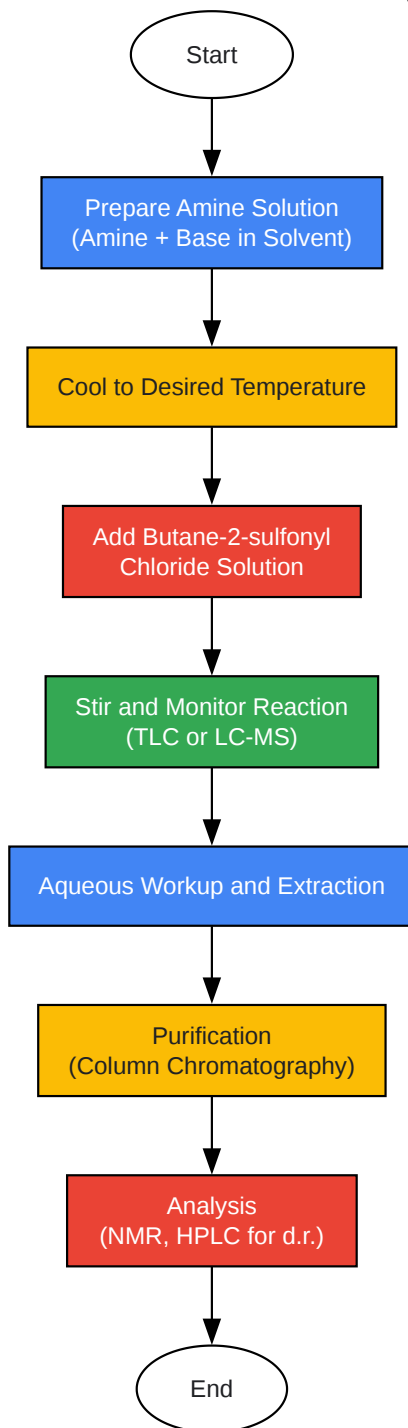 Start
Prepare Amine Solution
(Amine + Base in Solvent)
Cool to Desired Temperature
Add Butane-2-sulfonyl
Chloride Solution
Stir and Monitor Reaction
(TLC or LC-MS)
Aqueous Workup and Extraction
Purification
(Column Chromatography)
Analysis
(NMR, HPLC for d.r.)
End